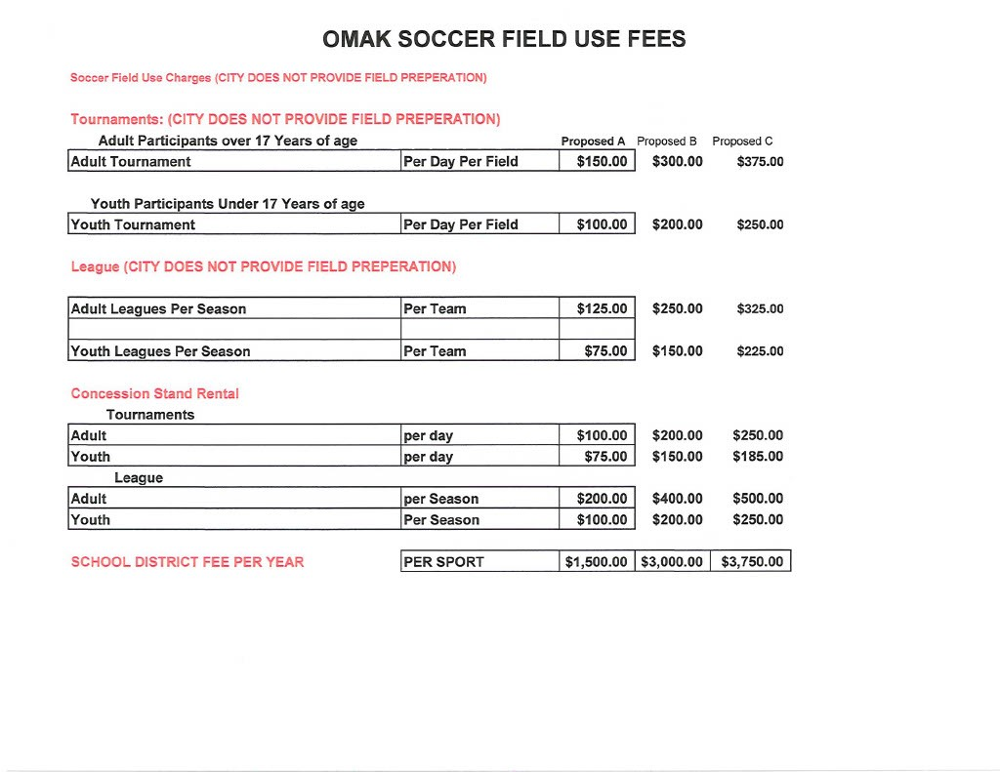 OMAK SOCCER FIELD USE FEES
Soccer Field Use Charges (CITY DOES NOT PROVIDE FIELD PREPERATION)
Tournaments: (CITY DOES NOT PROVIDE FIELD PREPERATION)
Adult Participants over 17 Years of age Proposed A Proposed B Proposed C
Adult Tournament Per Day Per Field $150.00 $300.00 $375.00
Youth Participants Under 17 Years of age
Youth Tournament Per Day Per Field $100.00 $200.00 $250.00
League (CITY DOES NOT PROVIDE FIELD PREPERATION)
Adult Leagues Per Season Per Team $125.00 $250.00 $325.00
Youth Leagues Per Season Per Team $75.00 $150.00 $225.00
Concession Stand Rental
Tournaments
Adult per day $100.00 $200.00 $250.00
Youth per day $75.00 $150.00 $185.00
League
Adult per Season $200.00 $400.00 $500.00
Youth Per Season $100.00 $200.00 $250.00
SCHOOL DISTRICT FEE PER YEAR PER SPORT $1,500.00 $3,000.00 $3,750.00